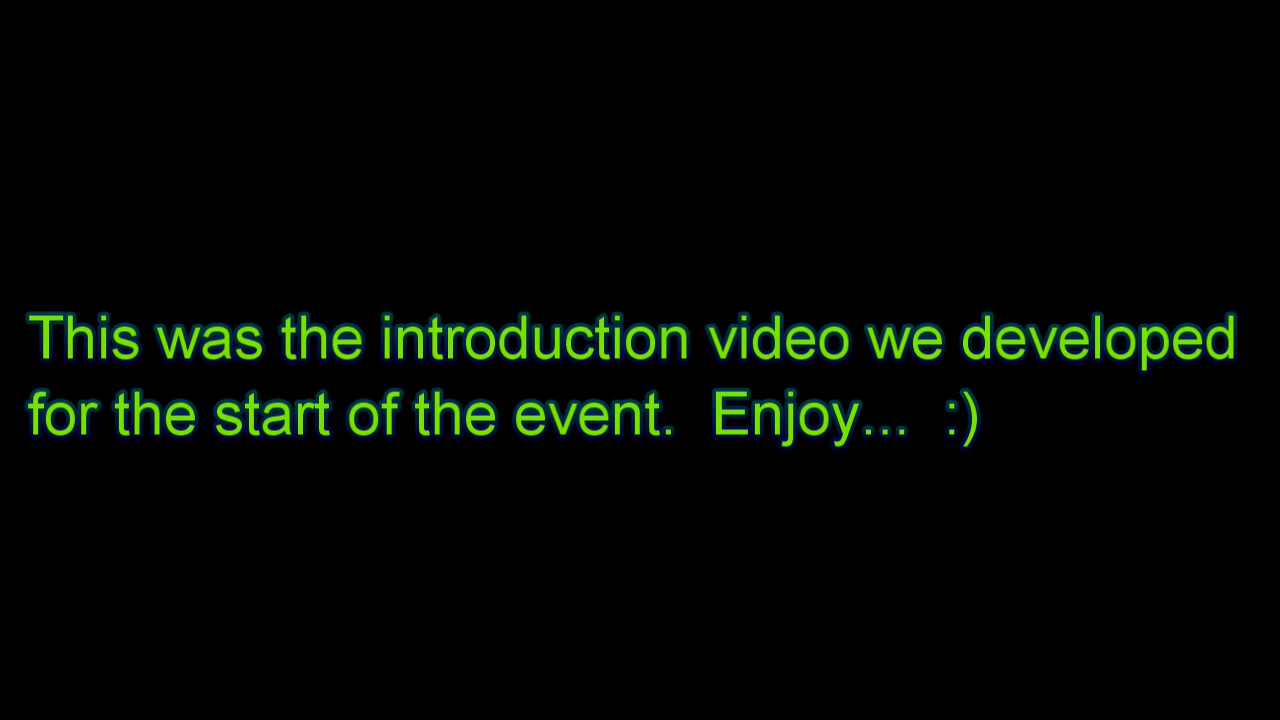 This was the introduction video we developed
for the start of the event.  Enjoy...  :)